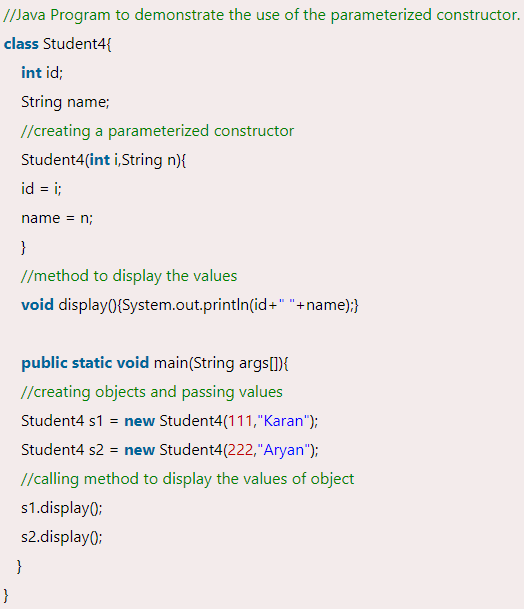 //Java Program to demonstrate the use of the parameterized constructor.
class Student4{
int id;
String name;
//creating a parameterized constructor
Student4(int i,String n){
id = i;
name = n;
}
//method to display the values
void display(){System.out.println(id+" "+name);}
public static void main(String args[]){
//creating objects and passing values
Student4 s1 = new Student4(111,"Karan");
Student4 s2 = new Student4(222,"Aryan");
//calling method to display the values of object
s1.display();
s2.display();
}
}